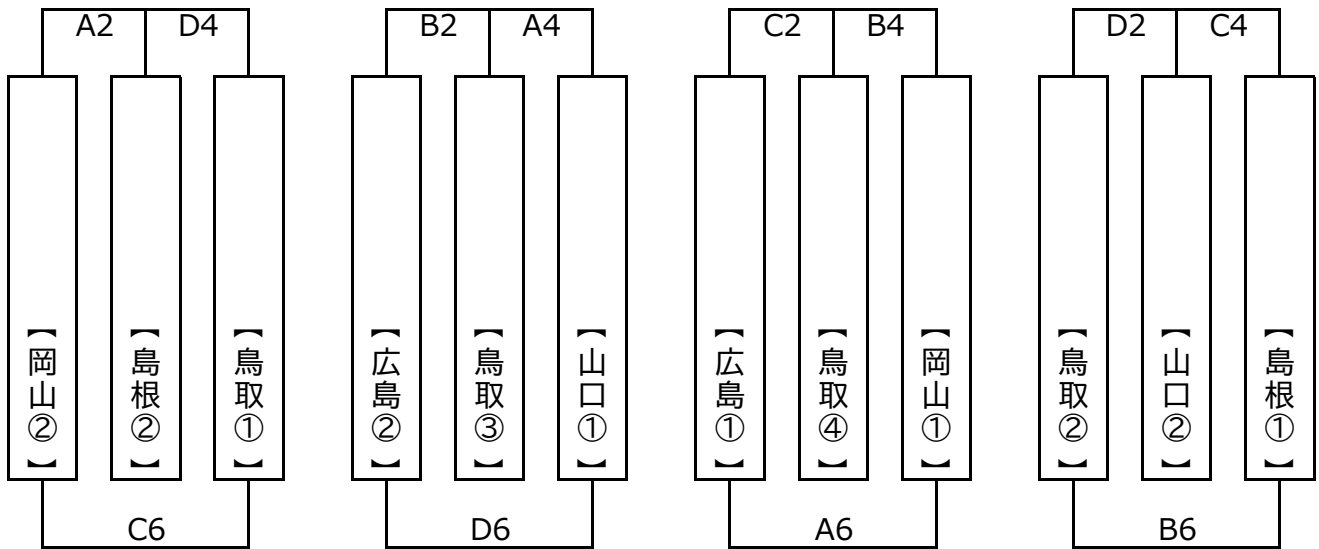 A2 D4 B2 A4 C2 B4 D2 C4
【岡山②】
【島根②】
【鳥取①】
【広島②】
【鳥取③】
【山口①】
【広島①】
【鳥取④】
【岡山①】
【鳥取②】
【山口②】
【島根①】
C6 D6 A6 B6